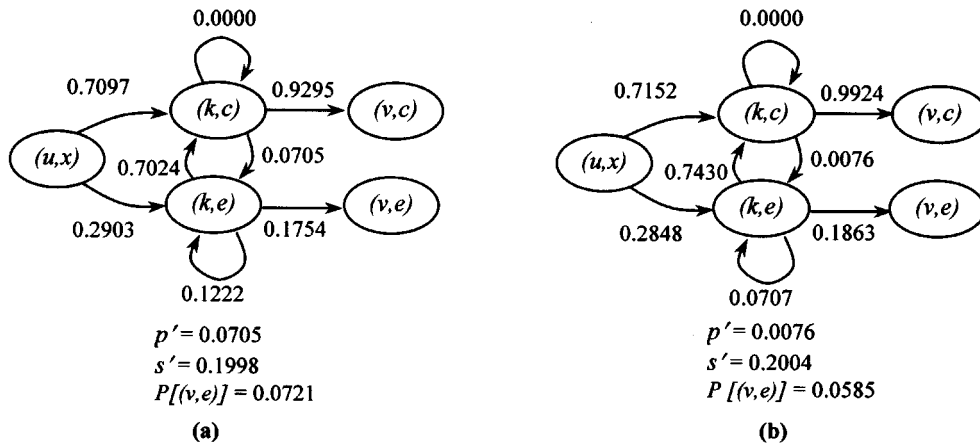 0.0000
0.7097
0.9295
(k,c)
(v,c)
(u,x)
0.7024
0.0705
(k,e)
(v,e)
0.2903
0.1754
0.1222
p′ = 0.0705
s′ = 0.1998
P[(v,e)] = 0.0721
(a)
0.0000
0.7152
0.9924
(k,c)
(v,c)
(u,x)
0.7430
0.0076
(k,e)
(v,e)
0.2848
0.1863
0.0707
p′ = 0.0076
s′ = 0.2004
P [(v,e)] = 0.0585
(b)